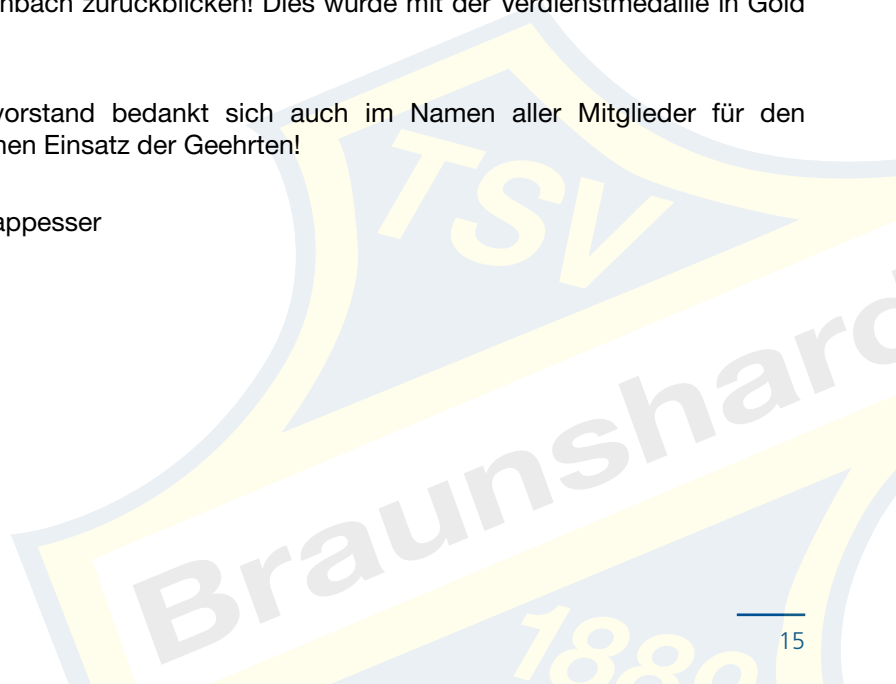 nbach zurückblicken! Dies wurde mit der Verdienstmedaille in Gold
vorstand bedankt sich auch im Namen aller Mitglieder für den
nen Einsatz der Geehrten!
appesser
TSV
Braunshard
1889
15